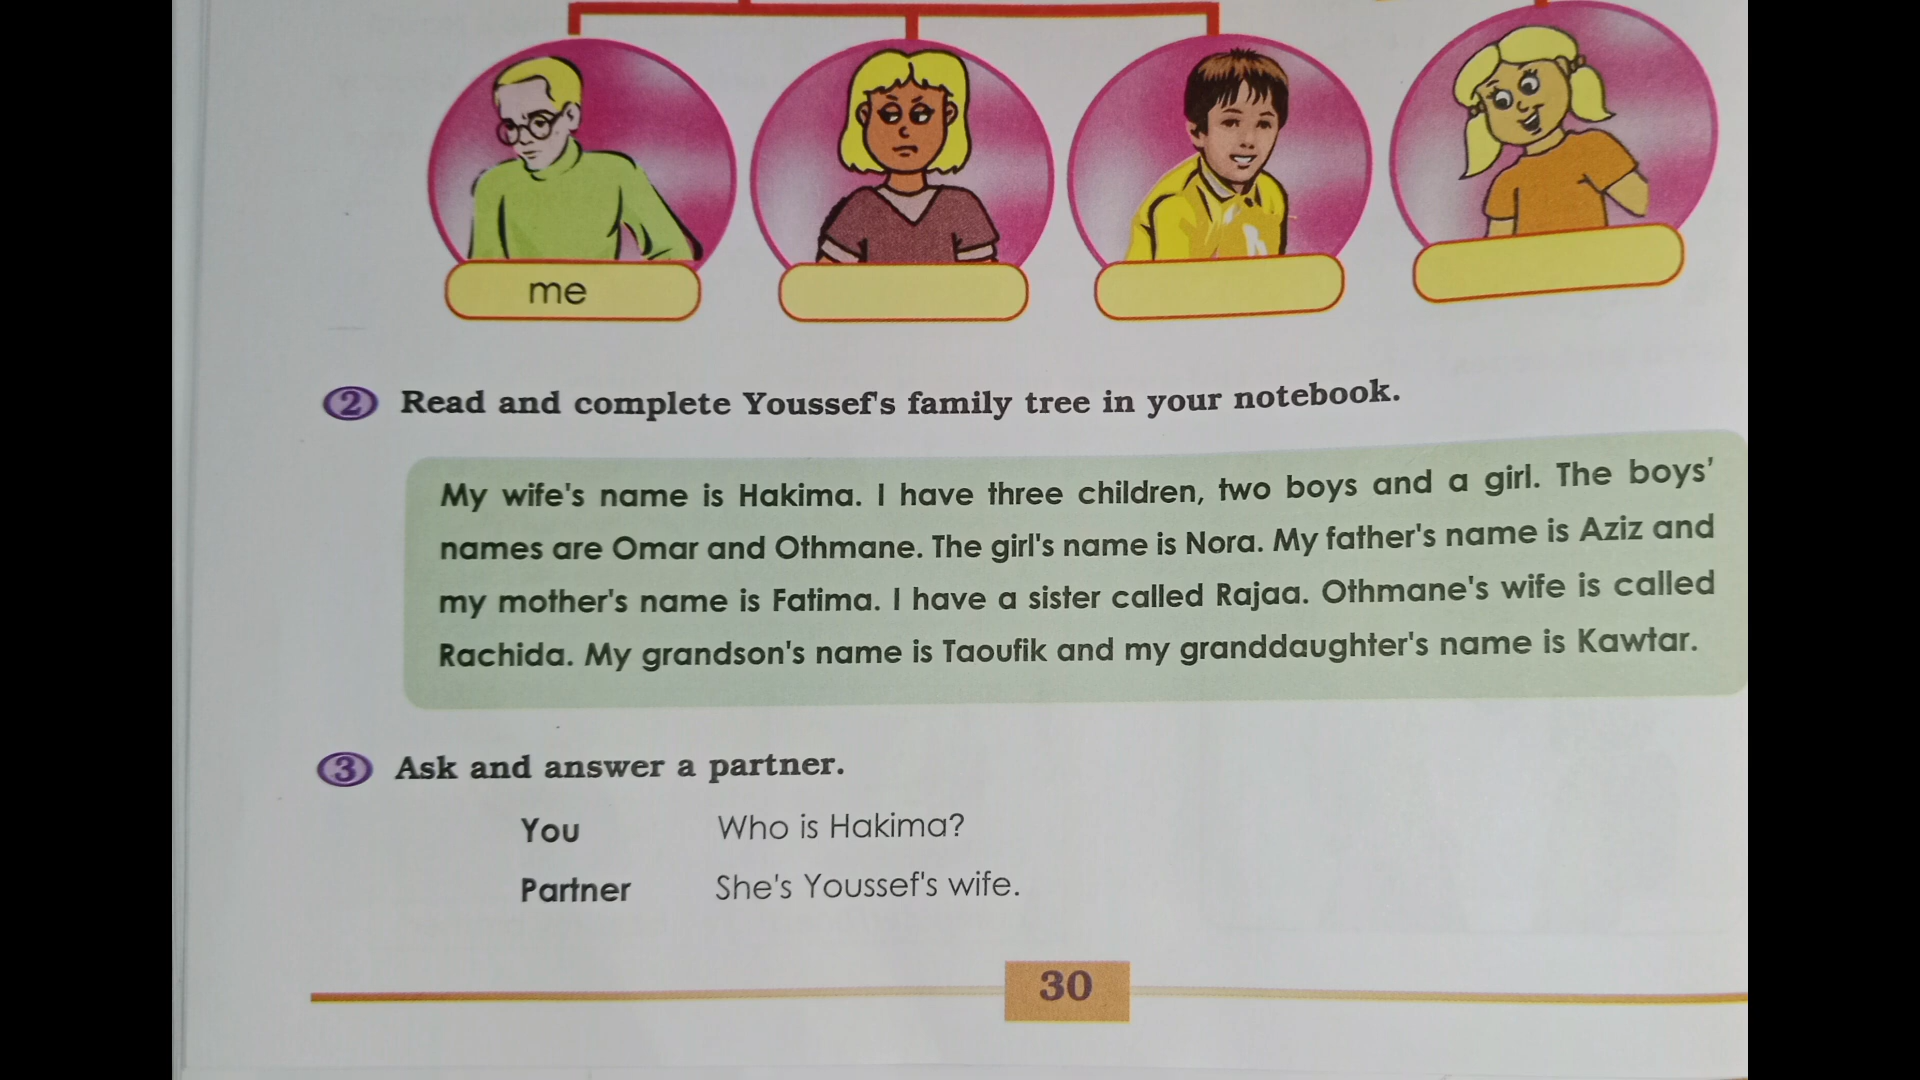 me
2 Read and complete Youssef's family tree in your notebook.
My wife's name is Hakima. I have three children, two boys and a girl. The boys'
names are Omar and Othmane. The girl's name is Nora. My father's name is Aziz and
my mother's name is Fatima. I have a sister called Rajaa. Othmane's wife is called
Rachida. My grandson's name is Taoufik and my granddaughter's name is Kawtar.
3 Ask and answer a partner.
You Who is Hakima?
Partner She's Youssef's wife.
30